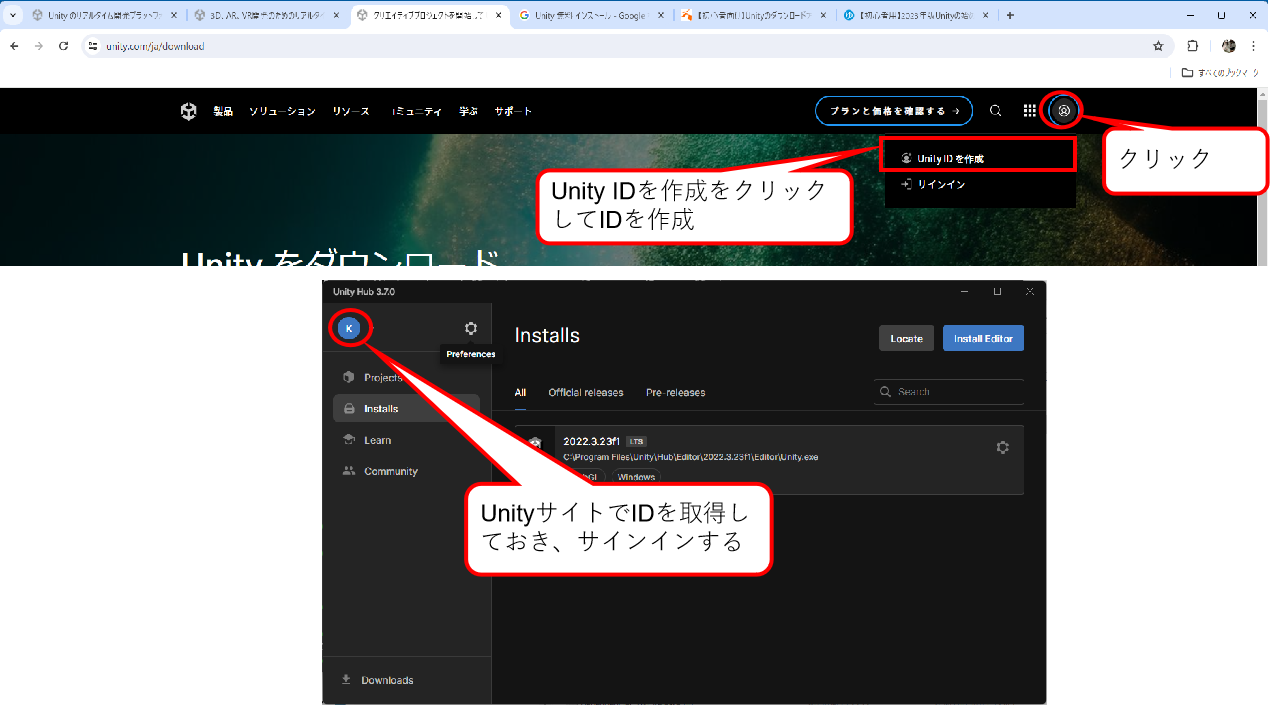 Unity のリアルタイム開発プラットフ
3D、AR、VR開発のためのリアルタイ
クリエイティブプロジェクトを開始して
Unity 無料 インストール - Google
【初心者向け】Unityのダウンロード
【初心者用】2023年版Unityの始め
unity.com/ja/download
すべてのブックマーク
製品 ソリューション リソース コミュニティ 学ぶ サポート
プランと価格を確認する →
Unity ID を作成
サインイン
クリック
Unity IDを作成をクリック
してIDを作成
Unity をダウンロード
Unity Hub 3.7.0
K
Preferences
Installs
Locate
Install Editor
Projects
Installs
Learn
Community
All Official releases Pre-releases
Search
2022.3.23f1 LTS
C:\Program Files\Unity\Hub\Editor\2022.3.23f1\Editor\Unity.exe
Windows
UnityサイトでIDを取得し
ておき、サインインする
Downloads